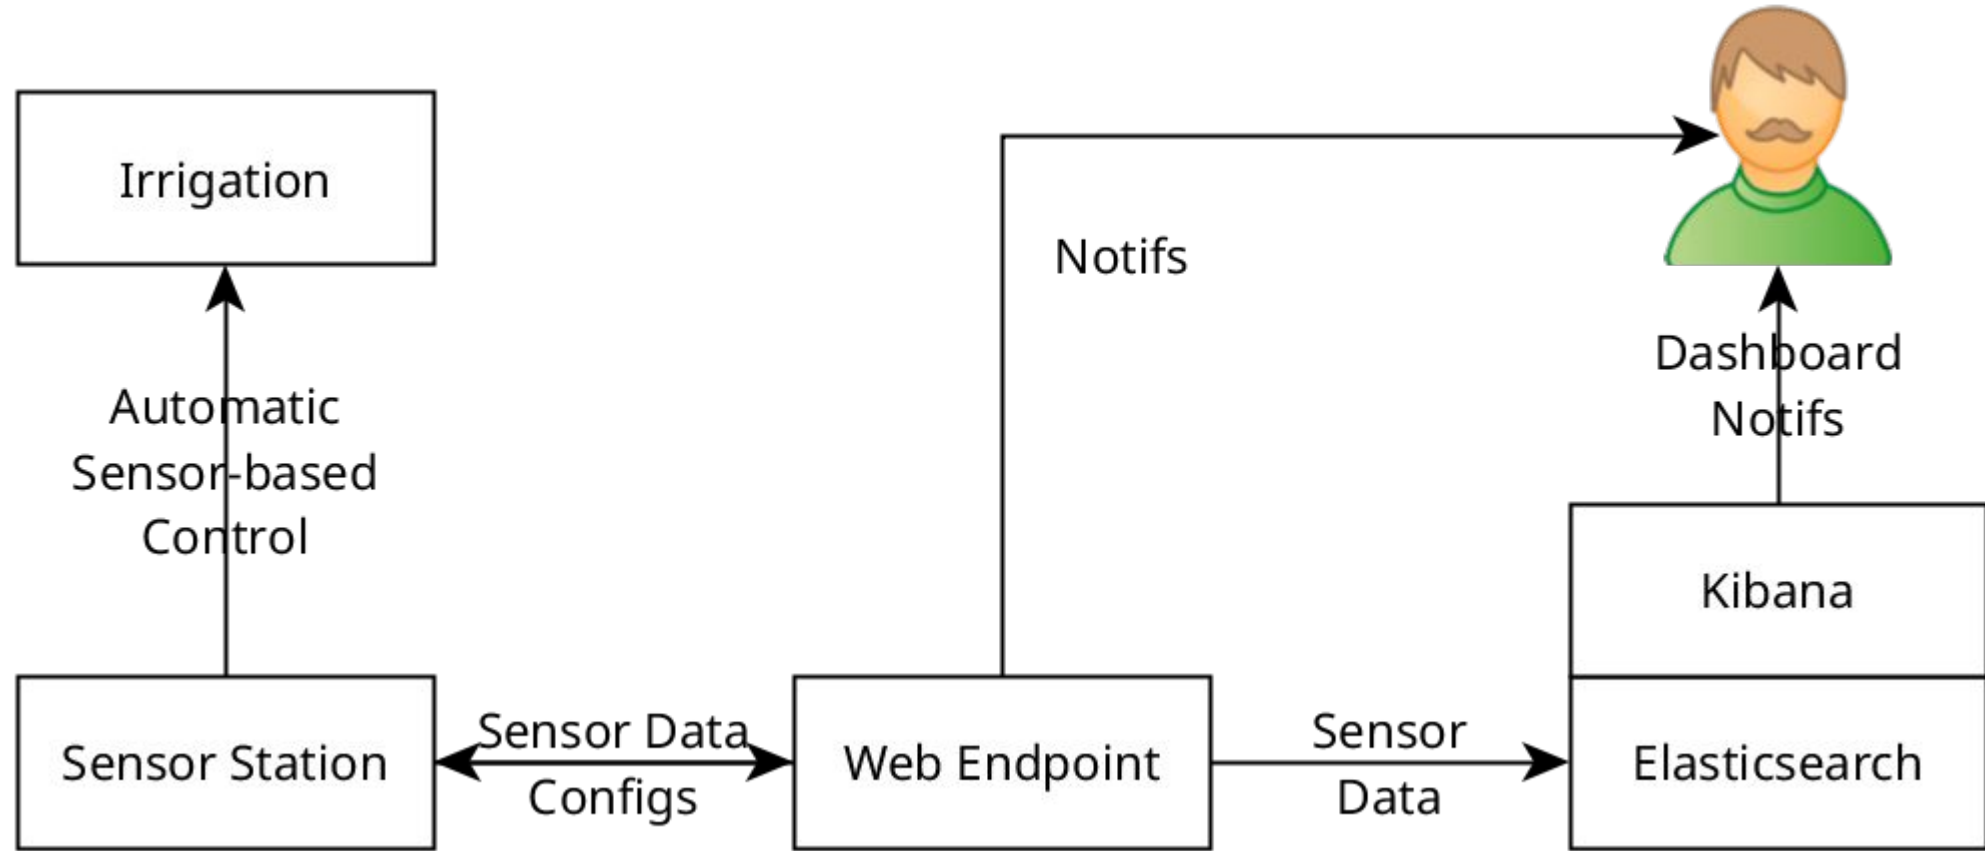 Irrigation
Notifs
Dashboard
Notifs
Automatic
Sensor-based
Control
Kibana
Sensor Station
Sensor Data
Configs
Web Endpoint
Sensor
Data
Elasticsearch